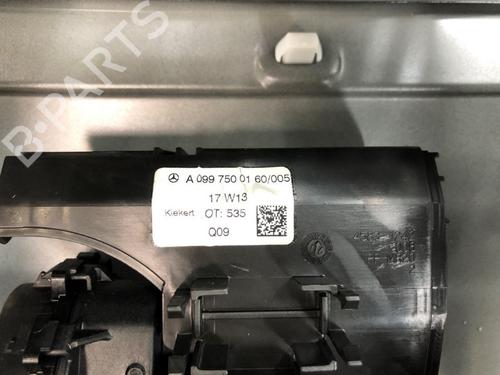 B-PARTS
A 099 750 01 60/005
17 W13
Kiekert OT: 535
Q09